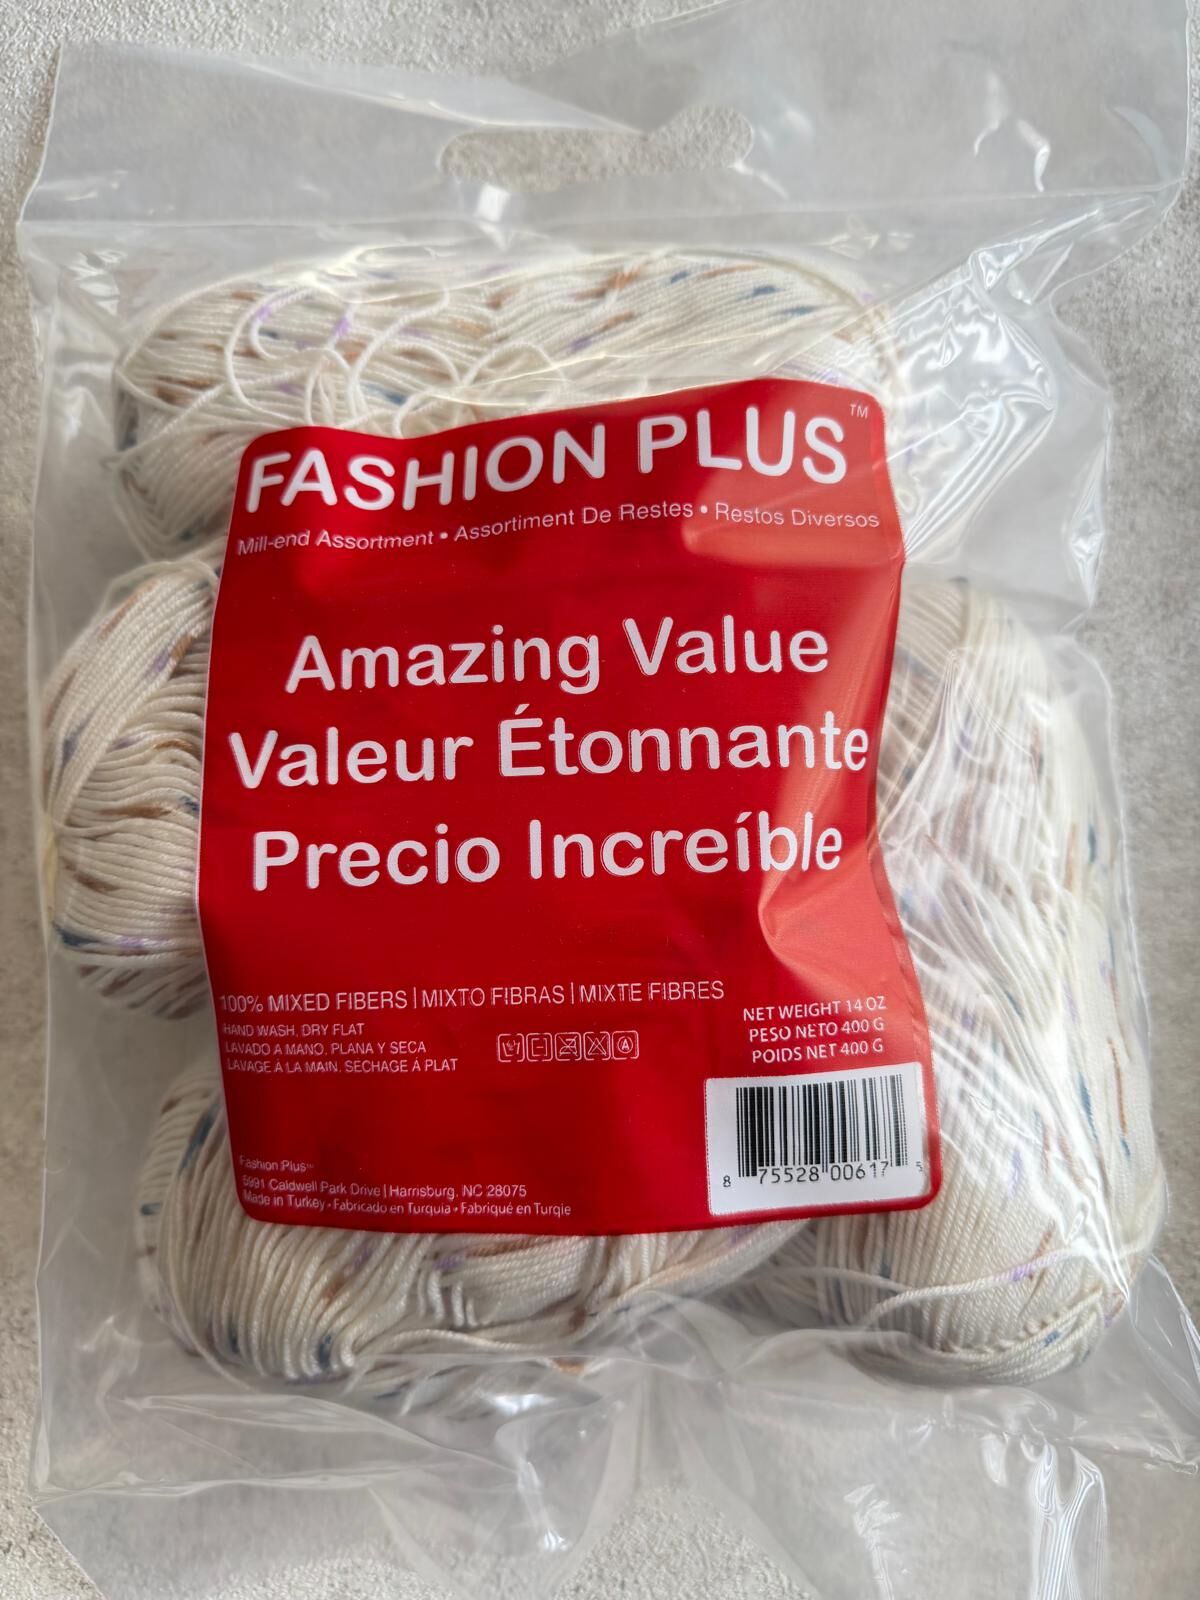 FASHION PLUS™
Mill-end Assortment • Assortiment De Restes • Restos Diversos
Amazing Value
Valeur Étonnante
Precio Increíble
100% MIXED FIBERS | MIXTO FIBRAS | MIXTE FIBRES
HAND WASH, DRY FLAT
LAVADO A MANO, PLANA Y SECA
LAVAGE À LA MAIN, SECHAGE À PLAT
NET WEIGHT 14 OZ
PESO NETO 400 G
POIDS NET 400 G
8 75528 00617 5
Fashion Plus™
5991 Caldwell Park Drive | Harrisburg, NC 28075
Made in Turkey • Fabricado en Turquia • Fabriqué en Turqie